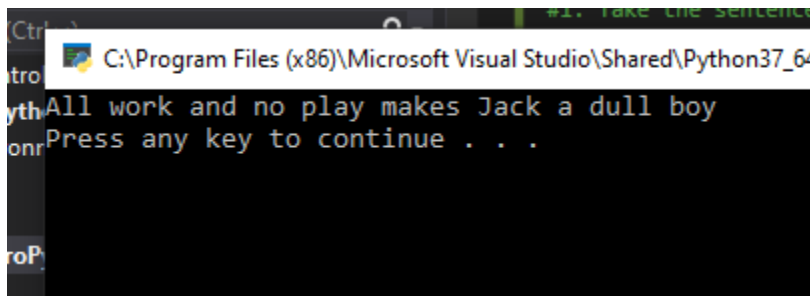 #1. Take the sentence
(Ctrl
C:\Program Files (x86)\Microsoft Visual Studio\Shared\Python37_64
All work and no play makes Jack a dull boy
Press any key to continue . . .